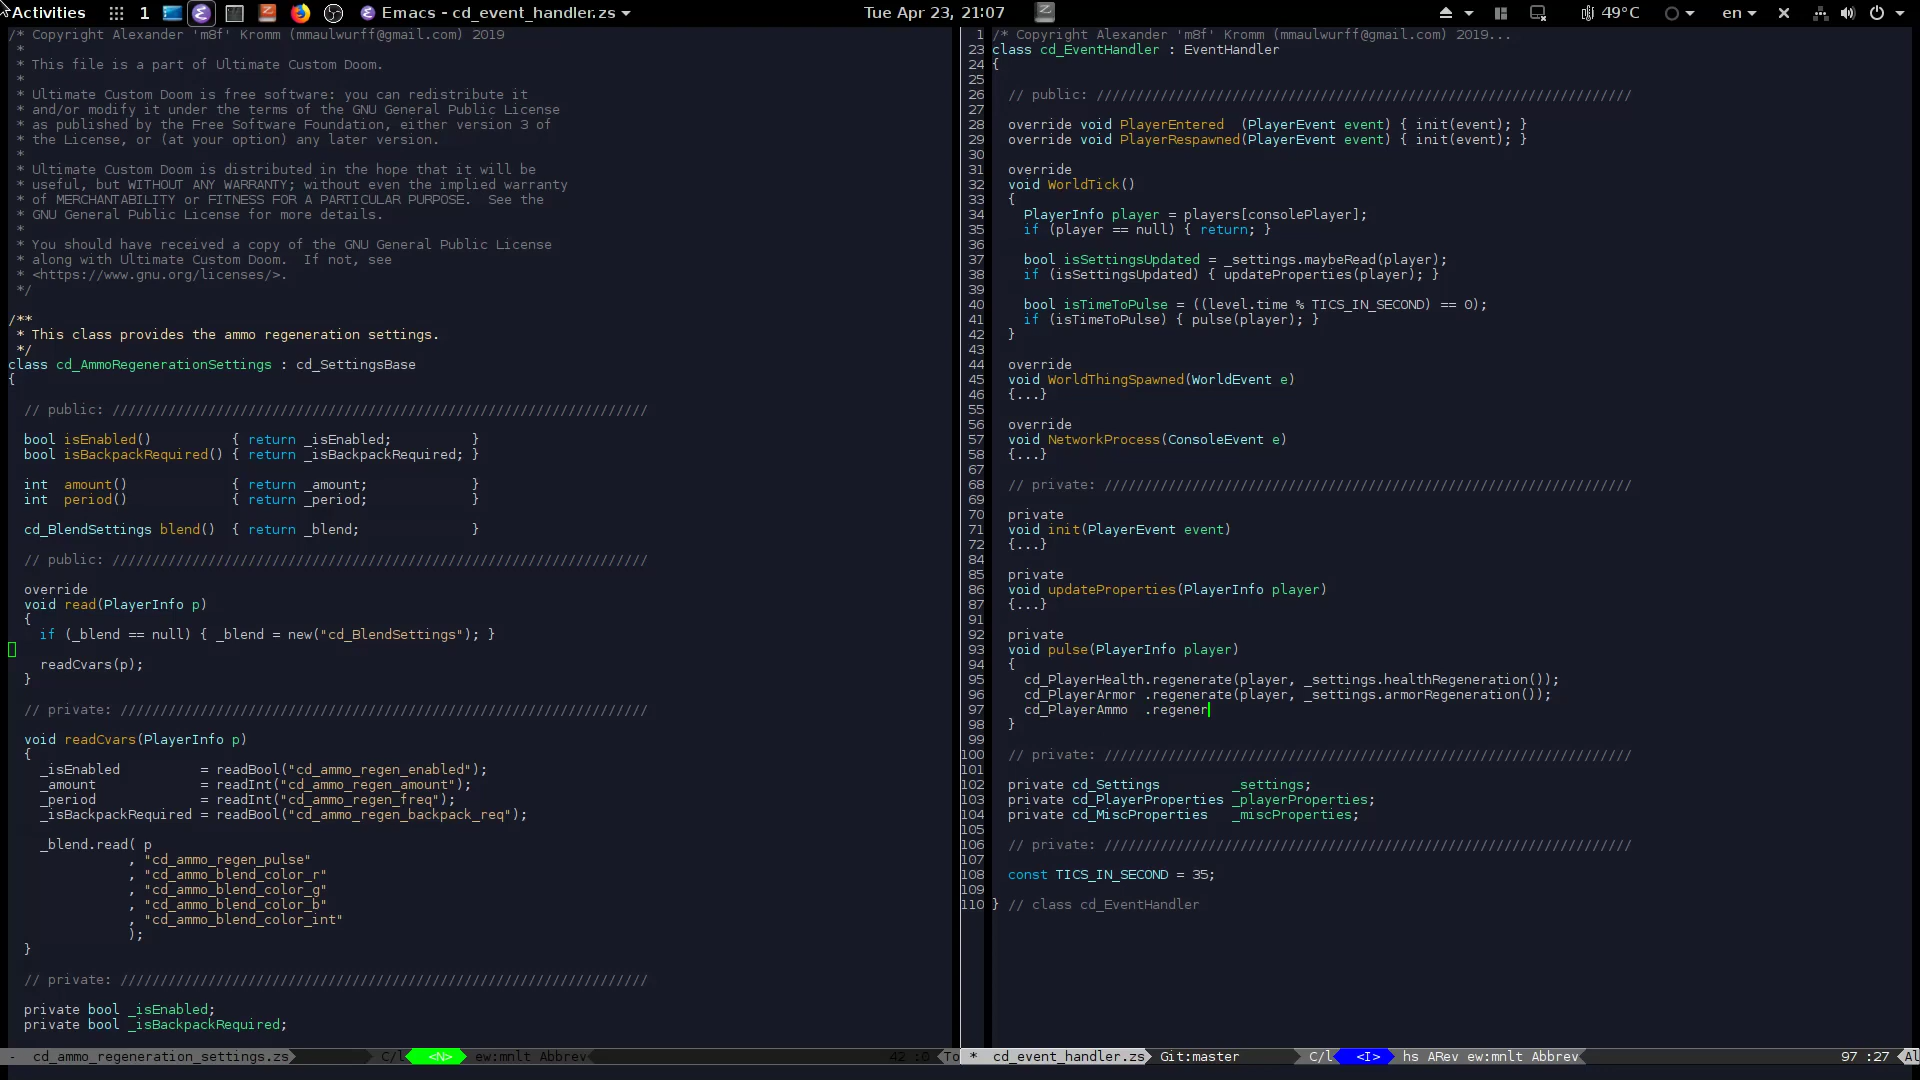 Activities 1 Emacs - cd_event_handler.zs Tue Apr 23, 21:07 49°C en
/* Copyright Alexander 'm8f' Kromm (mmaulwurff@gmail.com) 2019
 *
 * This file is a part of Ultimate Custom Doom.
 *
 * Ultimate Custom Doom is free software: you can redistribute it
 * and/or modify it under the terms of the GNU General Public License
 * as published by the Free Software Foundation, either version 3 of
 * the License, or (at your option) any later version.
 *
 * Ultimate Custom Doom is distributed in the hope that it will be
 * useful, but WITHOUT ANY WARRANTY; without even the implied warranty
 * of MERCHANTABILITY or FITNESS FOR A PARTICULAR PURPOSE.  See the
 * GNU General Public License for more details.
 *
 * You should have received a copy of the GNU General Public License
 * along with Ultimate Custom Doom.  If not, see
 * <https://www.gnu.org/licenses/>.
 */
/**
 * This class provides the ammo regeneration settings.
 */
class cd_AmmoRegenerationSettings : cd_SettingsBase
{
  // public: ///////////////////////////////////////////////////////////////////
  bool isEnabled()          { return _isEnabled;          }
  bool isBackpackRequired() { return _isBackpackRequired; }
  int  amount()             { return _amount;             }
  int  period()             { return _period;             }
  cd_BlendSettings blend()  { return _blend;              }
  // public: ///////////////////////////////////////////////////////////////////
  override
  void read(PlayerInfo p)
  {
    if (_blend == null) { _blend = new("cd_BlendSettings"); }
    readCvars(p);
  }
  // private: //////////////////////////////////////////////////////////////////
  void readCvars(PlayerInfo p)
  {
    _isEnabled          = readBool("cd_ammo_regen_enabled");
    _amount             = readInt("cd_ammo_regen_amount");
    _period             = readInt("cd_ammo_regen_freq");
    _isBackpackRequired = readBool("cd_ammo_regen_backpack_req");
    _blend.read( p
               , "cd_ammo_regen_pulse"
               , "cd_ammo_blend_color_r"
               , "cd_ammo_blend_color_g"
               , "cd_ammo_blend_color_b"
               , "cd_ammo_blend_color_int"
               );
  }
  // private: //////////////////////////////////////////////////////////////////
  private bool _isEnabled;
  private bool _isBackpackRequired;
- cd_ammo_regeneration_settings.zs C/l <N> ew:mnlt Abbrev 42 :0 To
1 /* Copyright Alexander 'm8f' Kromm (mmaulwurff@gmail.com) 2019...
23 class cd_EventHandler : EventHandler
24 {
25
26   // public: ///////////////////////////////////////////////////////////////////
27
28   override void PlayerEntered  (PlayerEvent event) { init(event); }
29   override void PlayerRespawned(PlayerEvent event) { init(event); }
30
31   override
32   void WorldTick()
33   {
34     PlayerInfo player = players[consolePlayer];
35     if (player == null) { return; }
36
37     bool isSettingsUpdated = _settings.maybeRead(player);
38     if (isSettingsUpdated) { updateProperties(player); }
39
40     bool isTimeToPulse = ((level.time % TICS_IN_SECOND) == 0);
41     if (isTimeToPulse) { pulse(player); }
42   }
43
44   override
45   void WorldThingSpawned(WorldEvent e)
46   {...}
55
56   override
57   void NetworkProcess(ConsoleEvent e)
58   {...}
67
68   // private: //////////////////////////////////////////////////////////////////
69
70   private
71   void init(PlayerEvent event)
72   {...}
84
85   private
86   void updateProperties(PlayerInfo player)
87   {...}
91
92   private
93   void pulse(PlayerInfo player)
94   {
95     cd_PlayerHealth.regenerate(player, _settings.healthRegeneration());
96     cd_PlayerArmor .regenerate(player, _settings.armorRegeneration());
97     cd_PlayerAmmo  .regener
98   }
99
100   // private: //////////////////////////////////////////////////////////////////
101
102   private cd_Settings         _settings;
103   private cd_PlayerProperties _playerProperties;
104   private cd_MiscProperties   _miscProperties;
105
106   // private: //////////////////////////////////////////////////////////////////
107
108   const TICS_IN_SECOND = 35;
109
110 } // class cd_EventHandler
* cd_event_handler.zs Git:master C/l <I> hs ARev ew:mnlt Abbrev 97 :27 Al